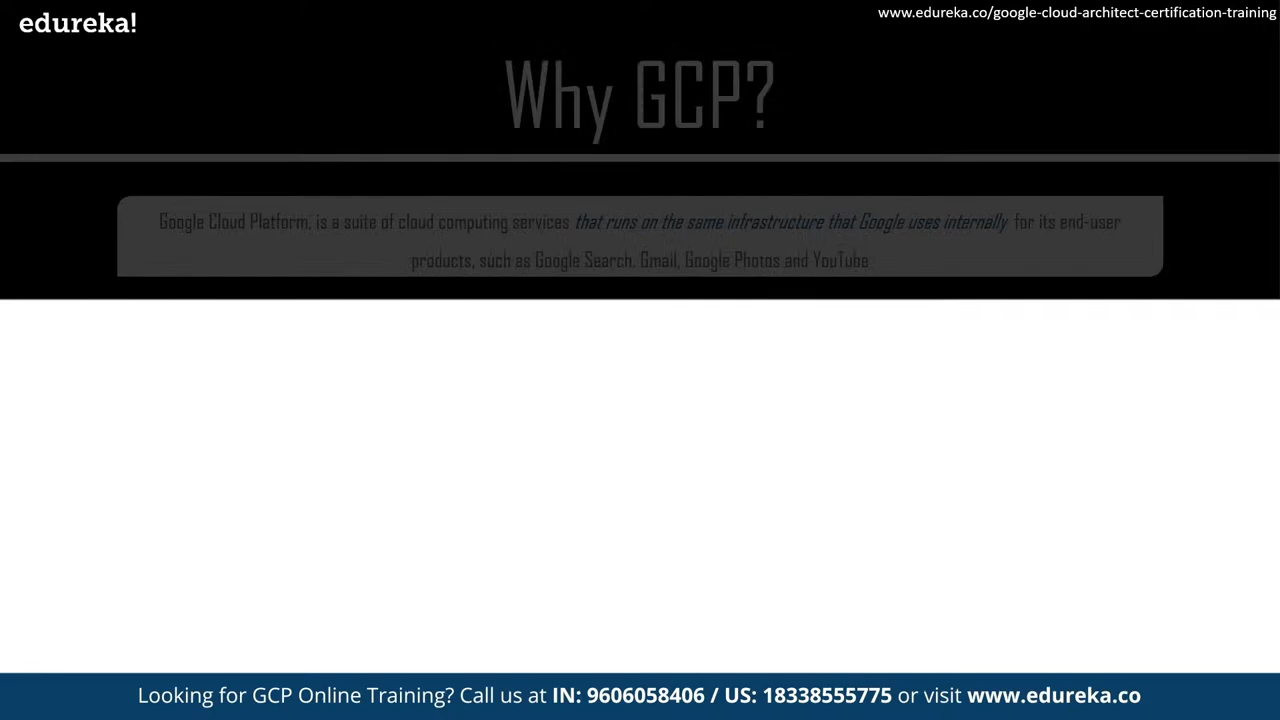 edureka!
www.edureka.co/google-cloud-architect-certification-training
Why GCP?
Google Cloud Platform, is a suite of cloud computing services that runs on the same infrastructure that Google uses internally for its end-user
products, such as Google Search, Gmail, Google Photos and YouTube
Looking for GCP Online Training? Call us at IN: 9606058406 / US: 18338555775 or visit www.edureka.co